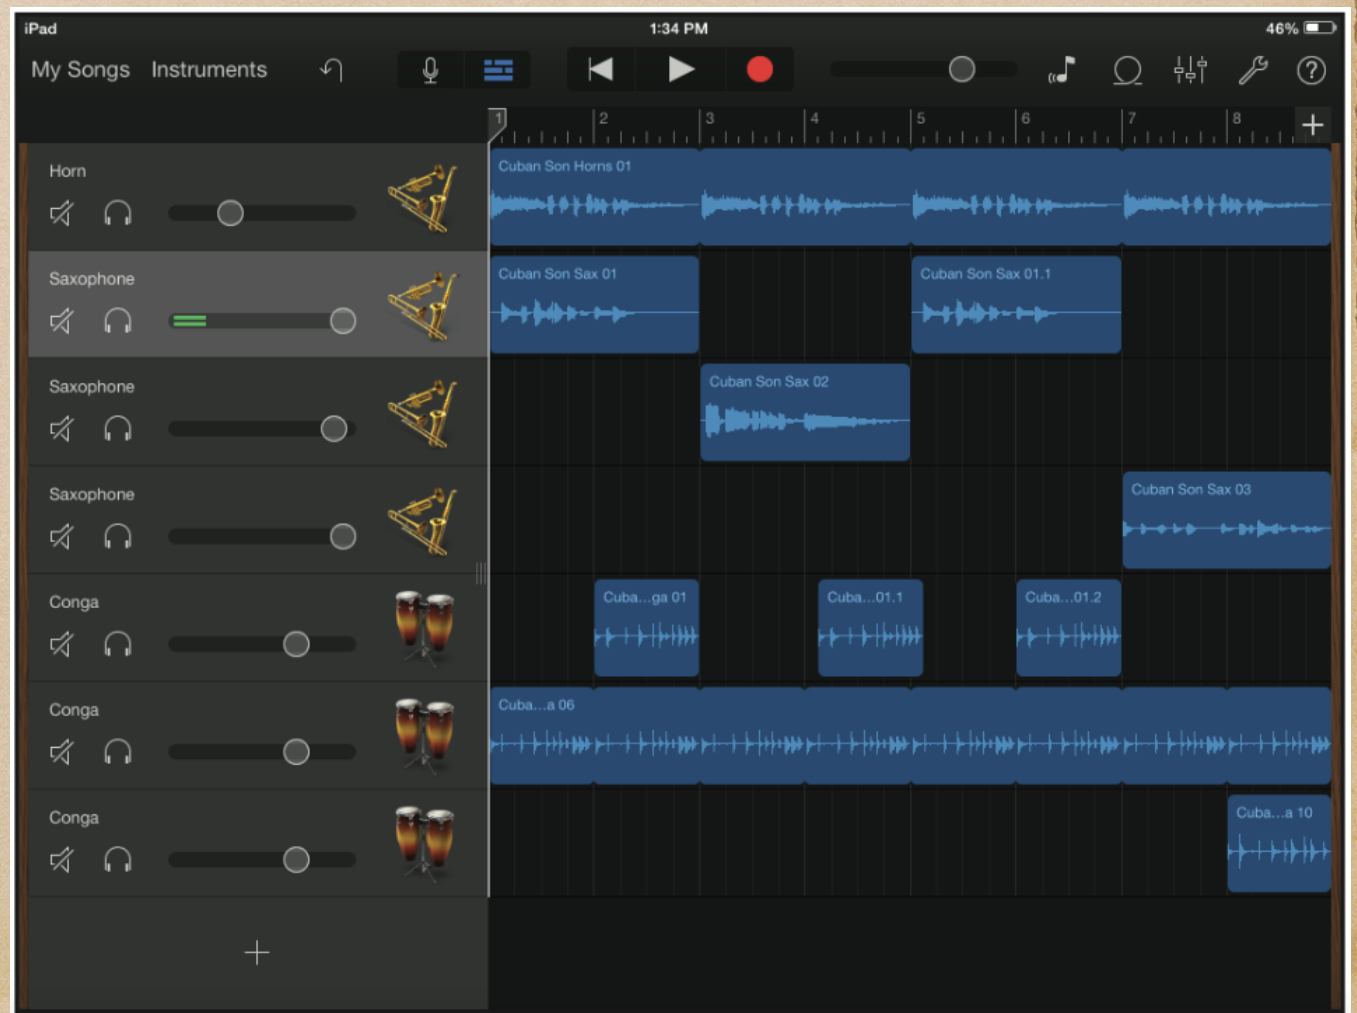 iPad 1:34 PM 46%
My Songs Instruments
1 2 3 4 5 6 7 8
Horn
Cuban Son Horns 01
Saxophone
Cuban Son Sax 01
Cuban Son Sax 01.1
Saxophone
Cuban Son Sax 02
Saxophone
Cuban Son Sax 03
Conga
Cuba...ga 01
Cuba...01.1
Cuba...01.2
Conga
Cuba...a 06
Conga
Cuba...a 10